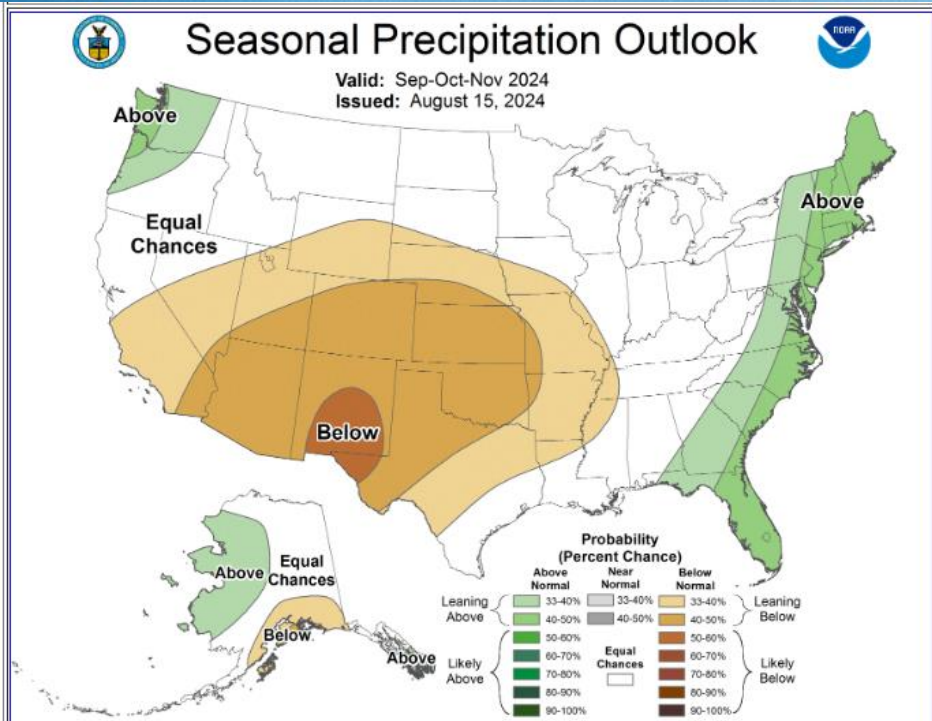 Seasonal Precipitation Outlook
NOAA
Valid: Sep-Oct-Nov 2024
Issued: August 15, 2024
Above
Above
Equal
Chances
Below
Above
Equal
Chances
Below
Above
Probability
(Percent Chance)
Above
Normal
Near
Normal
Below
Normal
Leaning
Above
33-40%
40-50%
33-40%
40-50%
33-40%
40-50%
Leaning
Below
Likely
Above
50-60%
60-70%
70-80%
80-90%
90-100%
Equal
Chances
50-60%
60-70%
70-80%
80-90%
90-100%
Likely
Below